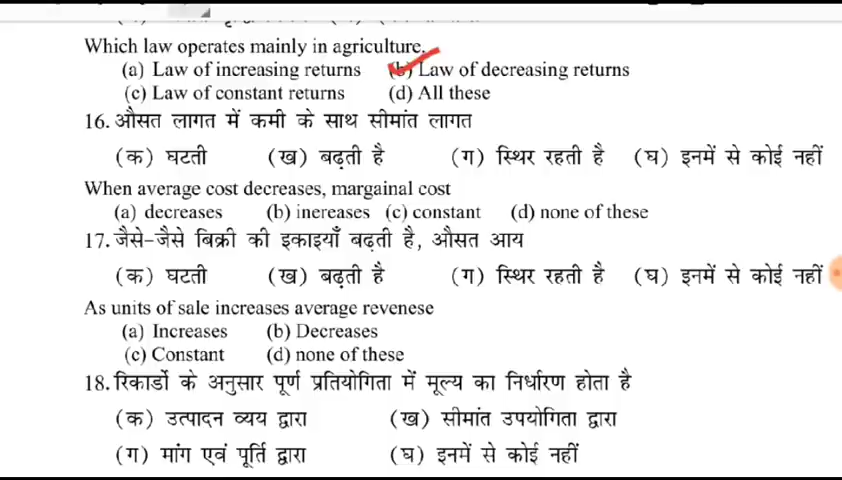 Which law operates mainly in agriculture.
(a) Law of increasing returns (b) Law of decreasing returns
(c) Law of constant returns (d) All these
16. औसत लागत में कमी के साथ सीमांत लागत
(क) घटती (ख) बढ़ती है (ग) स्थिर रहती है (घ) इनमें से कोई नहीं
When average cost decreases, margainal cost
(a) decreases (b) inereases (c) constant (d) none of these
17. जैसे-जैसे बिक्री की इकाइयाँ बढ़ती है, औसत आय
(क) घटती (ख) बढ़ती है (ग) स्थिर रहती है (घ) इनमें से कोई नहीं
As units of sale increases average revenese
(a) Increases (b) Decreases
(c) Constant (d) none of these
18. रिकार्डो के अनुसार पूर्ण प्रतियोगिता में मूल्य का निर्धारण होता है
(क) उत्पादन व्यय द्वारा (ख) सीमांत उपयोगिता द्वारा
(ग) मांग एवं पूर्ति द्वारा (घ) इनमें से कोई नहीं